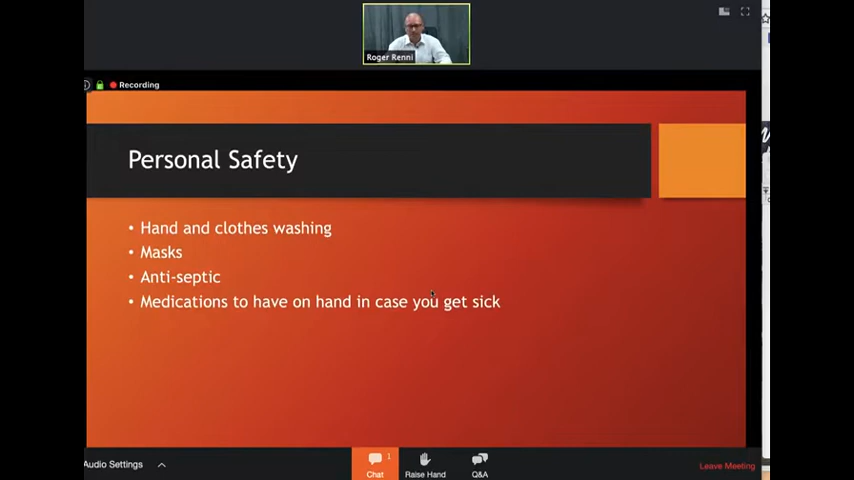 Roger Renni
Recording
Personal Safety
• Hand and clothes washing
• Masks
• Anti-septic
• Medications to have on hand in case you get sick
Audio Settings
1
Chat
Raise Hand
Q&A
Leave Meeting